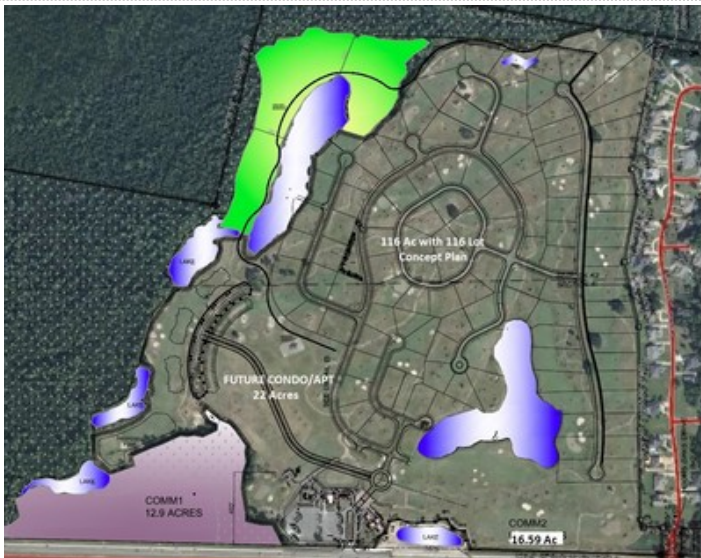 116 Ac with 116 Lot
Concept Plan
LAKE
FUTURE CONDO/APT
22 Acres
LAKE
LAKE
COMM1
12.9 ACRES
COMM2
16.59 Ac
LAKE